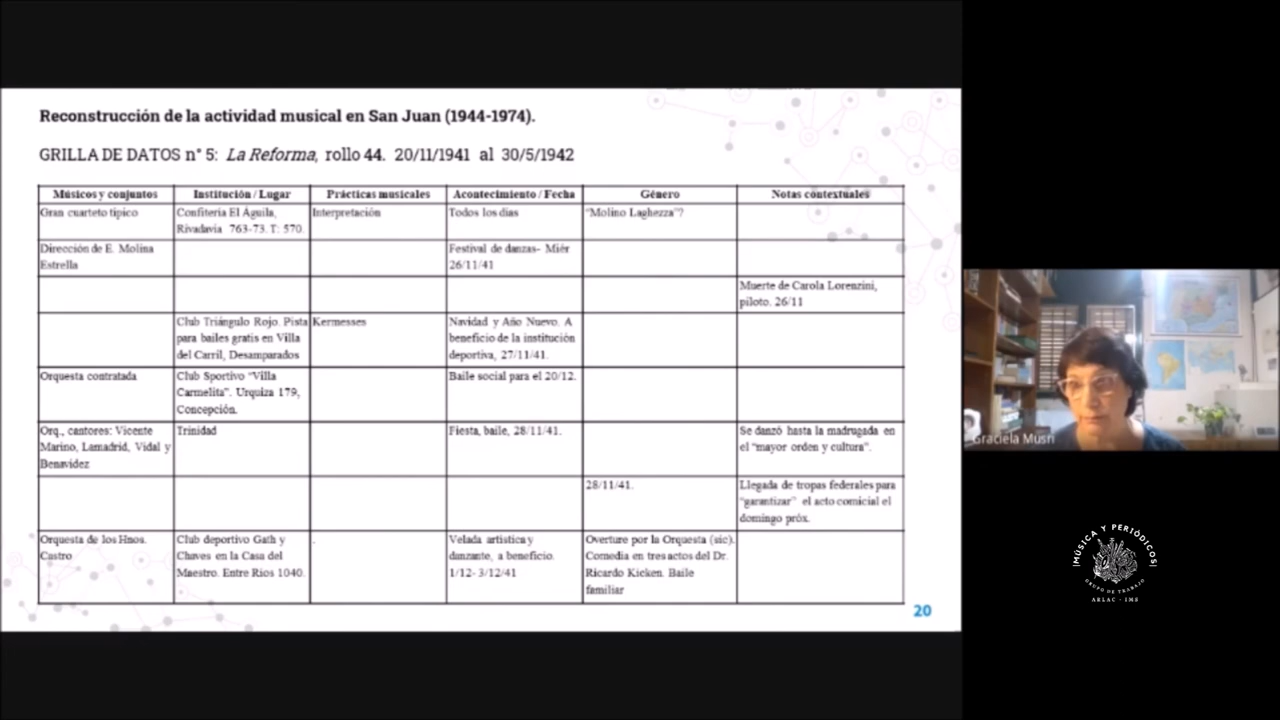 Reconstrucción de la actividad musical en San Juan (1944-1974).
GRILLA DE DATOS n° 5: La Reforma, rollo 44. 20/11/1941 al 30/5/1942
Músicos y conjuntos
Institución / Lugar
Prácticas musicales
Acontecimiento / Fecha
Género
Notas contextuales
Gran cuarteto típico
Confitería El Águila,
Rivadavia 763-73. T: 570.
Interpretación
Todos los días
"Molino Laghezza"?
Dirección de E. Molina
Estrella
Festival de danzas- Miér
26/11/41
Muerte de Carola Lorenzini,
piloto. 26/11
Club Triángulo Rojo. Pista
para bailes gratis en Villa
del Carril, Desamparados
Kermesses
Navidad y Año Nuevo. A
beneficio de la institución
deportiva, 27/11/41.
Orquesta contratada
Club Sportivo "Villa
Carmelita". Urquiza 179,
Concepción.
Baile social para el 20/12.
Orq., cantores: Vicente
Marino, Lamadrid, Vidal y
Benavídez
Trinidad
Fiesta, baile, 28/11/41.
Se danzó hasta la madrugada en
el "mayor orden y cultura".
28/11/41.
Llegada de tropas federales para
"garantizar" el acto comicial el
domingo próx.
Orquesta de los Hnos.
Castro
Club deportivo Gath y
Chaves en la Casa del
Maestro. Entre Ríos 1040.
.
Velada artística y
danzante, a beneficio.
1/12- 3/12/41
Overture por la Orquesta (sic).
Comedia en tres actos del Dr.
Ricardo Kicken. Baile
familiar
20
Graciela Musri
MÚSICA Y PERIÓDICOS
GRUPO DE TRABAJO
ARLAC - IMS